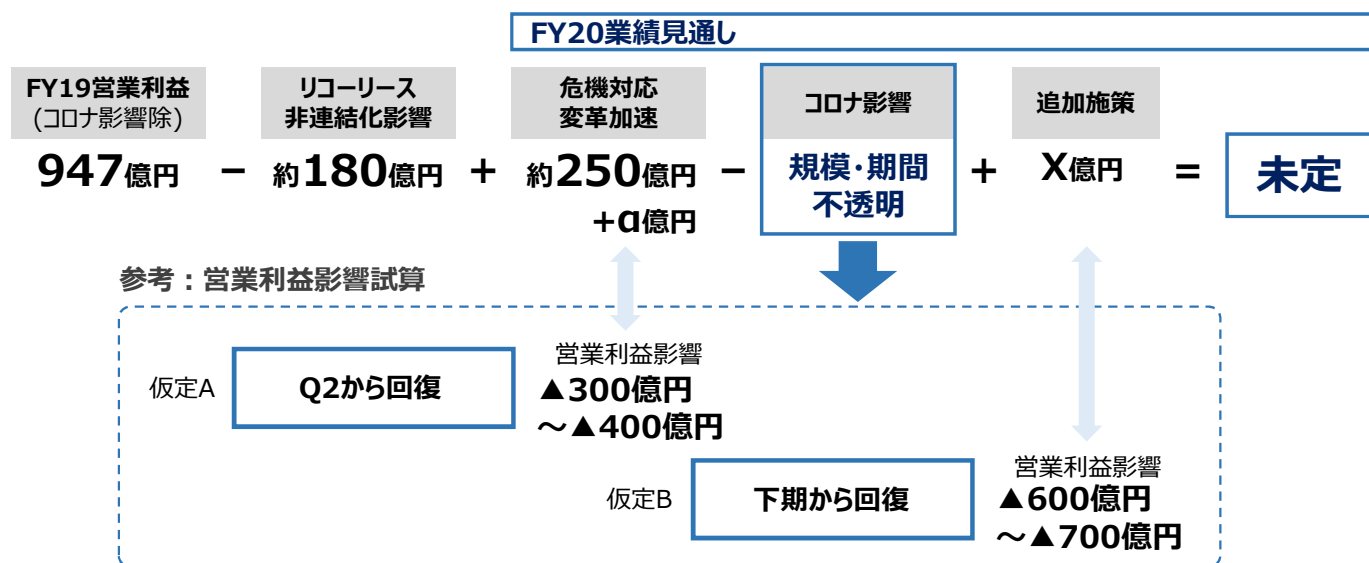 FY20業績見通し
FY19営業利益
(コロナ影響除)
リコーリース
非連結化影響
危機対応
変革加速
コロナ影響
追加施策
947億円
－
約180億円
＋
約250億円
+α億円
－
規模・期間
不透明
＋
X億円
＝
未定
参考：営業利益影響試算
仮定A
Q2から回復
営業利益影響
▲300億円
～▲400億円
仮定B
下期から回復
営業利益影響
▲600億円
～▲700億円